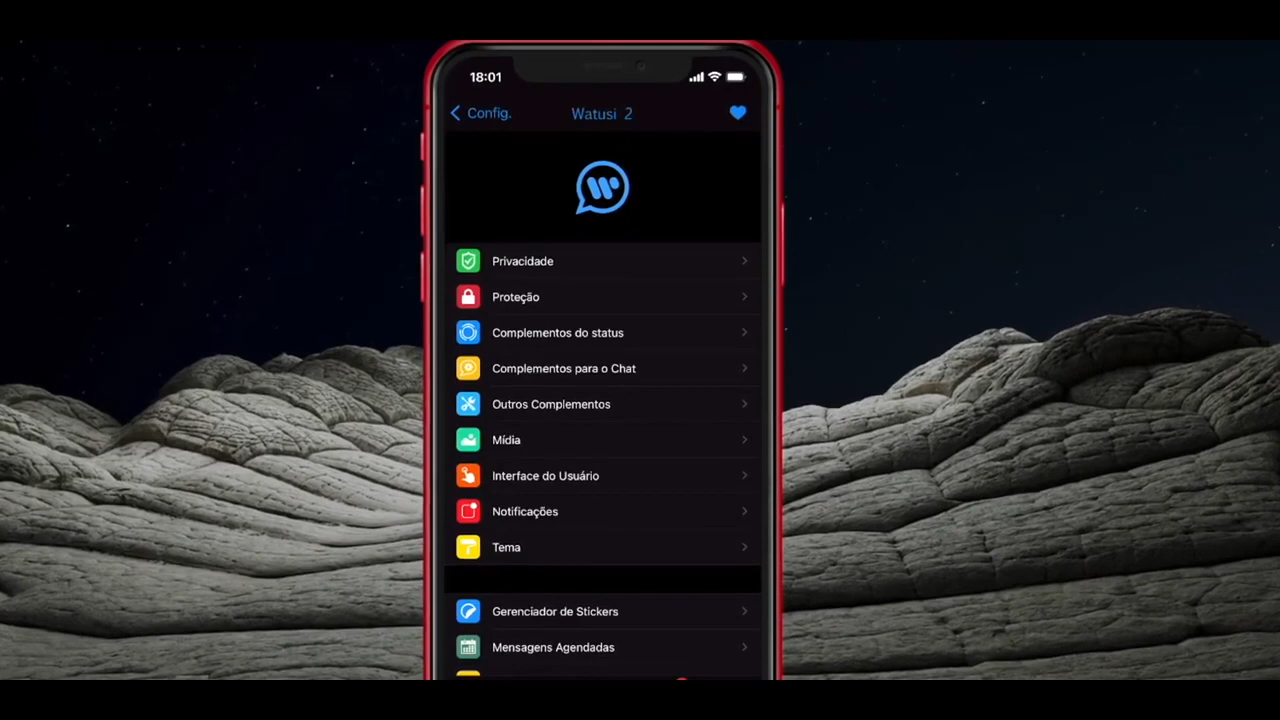 18:01
Config.
Watusi 2
Privacidade
Proteção
Complementos do status
Complementos para o Chat
Outros Complementos
Mídia
Interface do Usuário
Notificações
Tema
Gerenciador de Stickers
Mensagens Agendadas